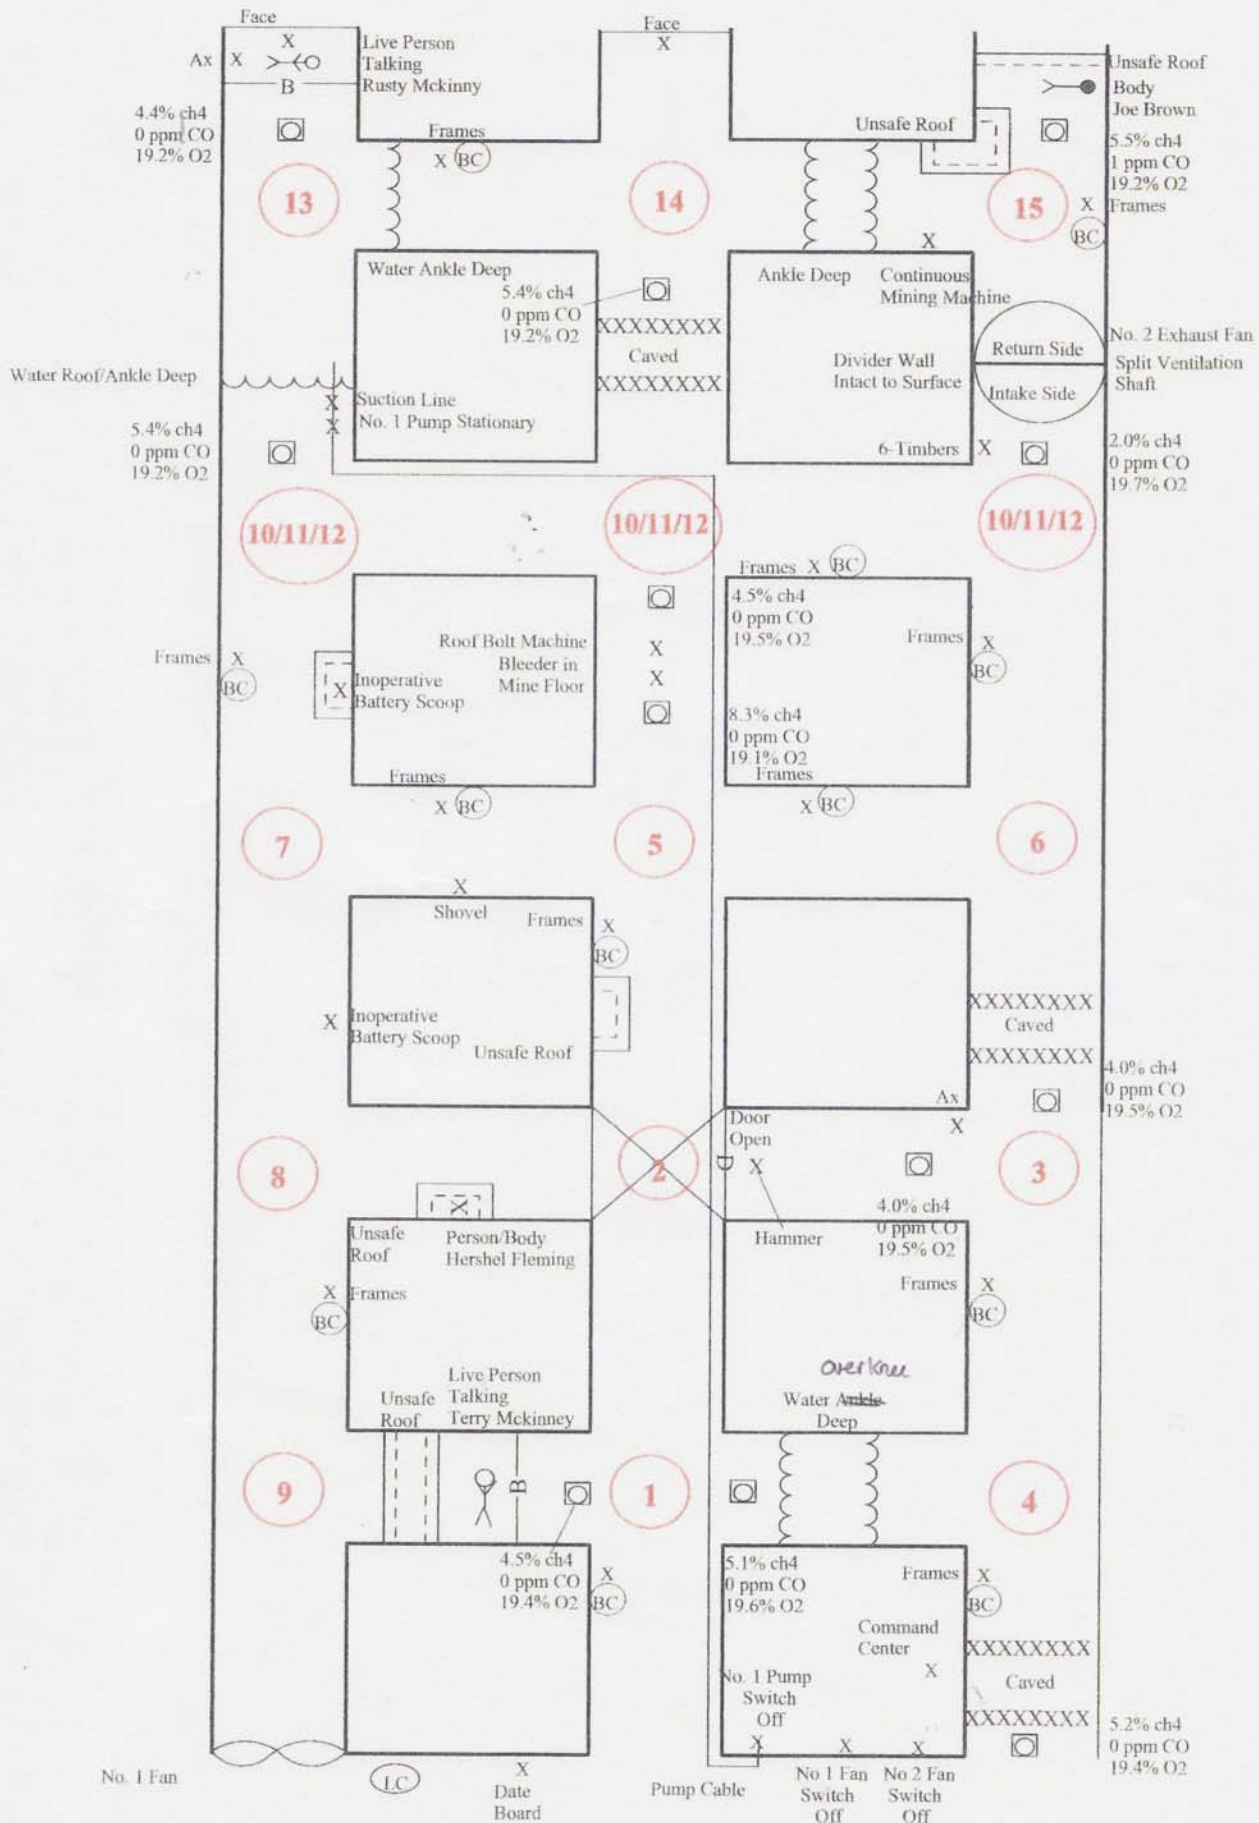 Face
Face
Ax X
X
Live Person
Talking
Rusty Mckinny
X
Unsafe Roof
B
Body
Joe Brown
4.4% ch4
0 ppm CO
19.2% O2
Frames
X BC
Unsafe Roof
5.5% ch4
1 ppm CO
19.2% O2
13
14
15
X Frames
BC
X
Water Ankle Deep
5.4% ch4
0 ppm CO
19.2% O2
Ankle Deep
Continuous
Mining Machine
XXXXXXXX
Caved
XXXXXXXX
Return Side
Intake Side
No. 2 Exhaust Fan
Split Ventilation
Shaft
Divider Wall
Intact to Surface
Water Roof/Ankle Deep
X
X
Suction Line
No. 1 Pump Stationary
5.4% ch4
0 ppm CO
19.2% O2
6-Timbers X
2.0% ch4
0 ppm CO
19.7% O2
10/11/12
10/11/12
10/11/12
Frames X BC
4.5% ch4
0 ppm CO
19.5% O2
Frames X
BC
Frames X
BC
X
Inoperative
Battery Scoop
Roof Bolt Machine
Bleeder in
Mine Floor
X
X
8.3% ch4
0 ppm CO
19.1% O2
Frames
X BC
Frames
X BC
7
5
6
X
Shovel
Frames X
BC
X Inoperative
Battery Scoop
Unsafe Roof
XXXXXXXX
Caved
XXXXXXXX
4.0% ch4
0 ppm CO
19.5% O2
Ax
X
Door
Open
D
X
Hammer
8
2
3
4.0% ch4
0 ppm CO
19.5% O2
X
Unsafe
Roof
Person/Body
Hershel Fleming
X Frames
BC
Frames X
BC
over knee
Water Ankle
Deep
Unsafe
Roof
Live Person
Talking
Terry Mckinney
B
9
1
4
4.5% ch4
0 ppm CO
19.4% O2
X
BC
5.1% ch4
0 ppm CO
19.6% O2
Frames X
BC
Command
Center
X
XXXXXXXX
Caved
XXXXXXXX
No. 1 Pump
Switch
Off
X
5.2% ch4
0 ppm CO
19.4% O2
No. 1 Fan
LC
X
Date
Board
Pump Cable
X
No 1 Fan
Switch
Off
X
No 2 Fan
Switch
Off